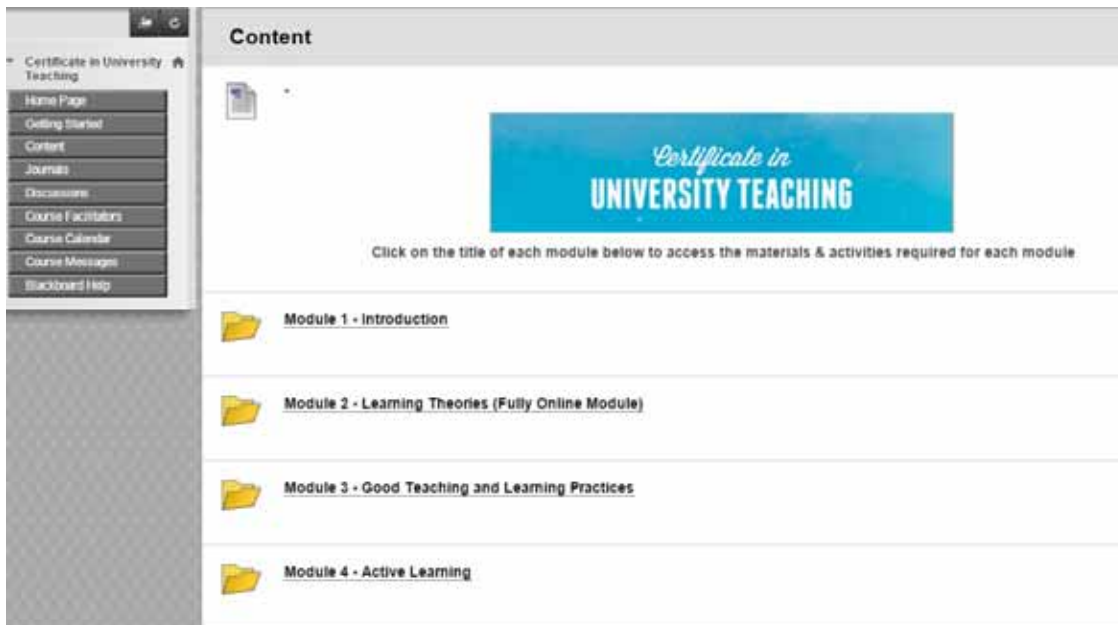 Certificate in University
Teaching
Home Page
Getting Started
Content
Journals
Discussions
Course Facilitators
Course Calendar
Course Messages
Blackboard Help
Content
Certificate in
UNIVERSITY TEACHING
Click on the title of each module below to access the materials & activities required for each module
Module 1 - Introduction
Module 2 - Learning Theories (Fully Online Module)
Module 3 - Good Teaching and Learning Practices
Module 4 - Active Learning